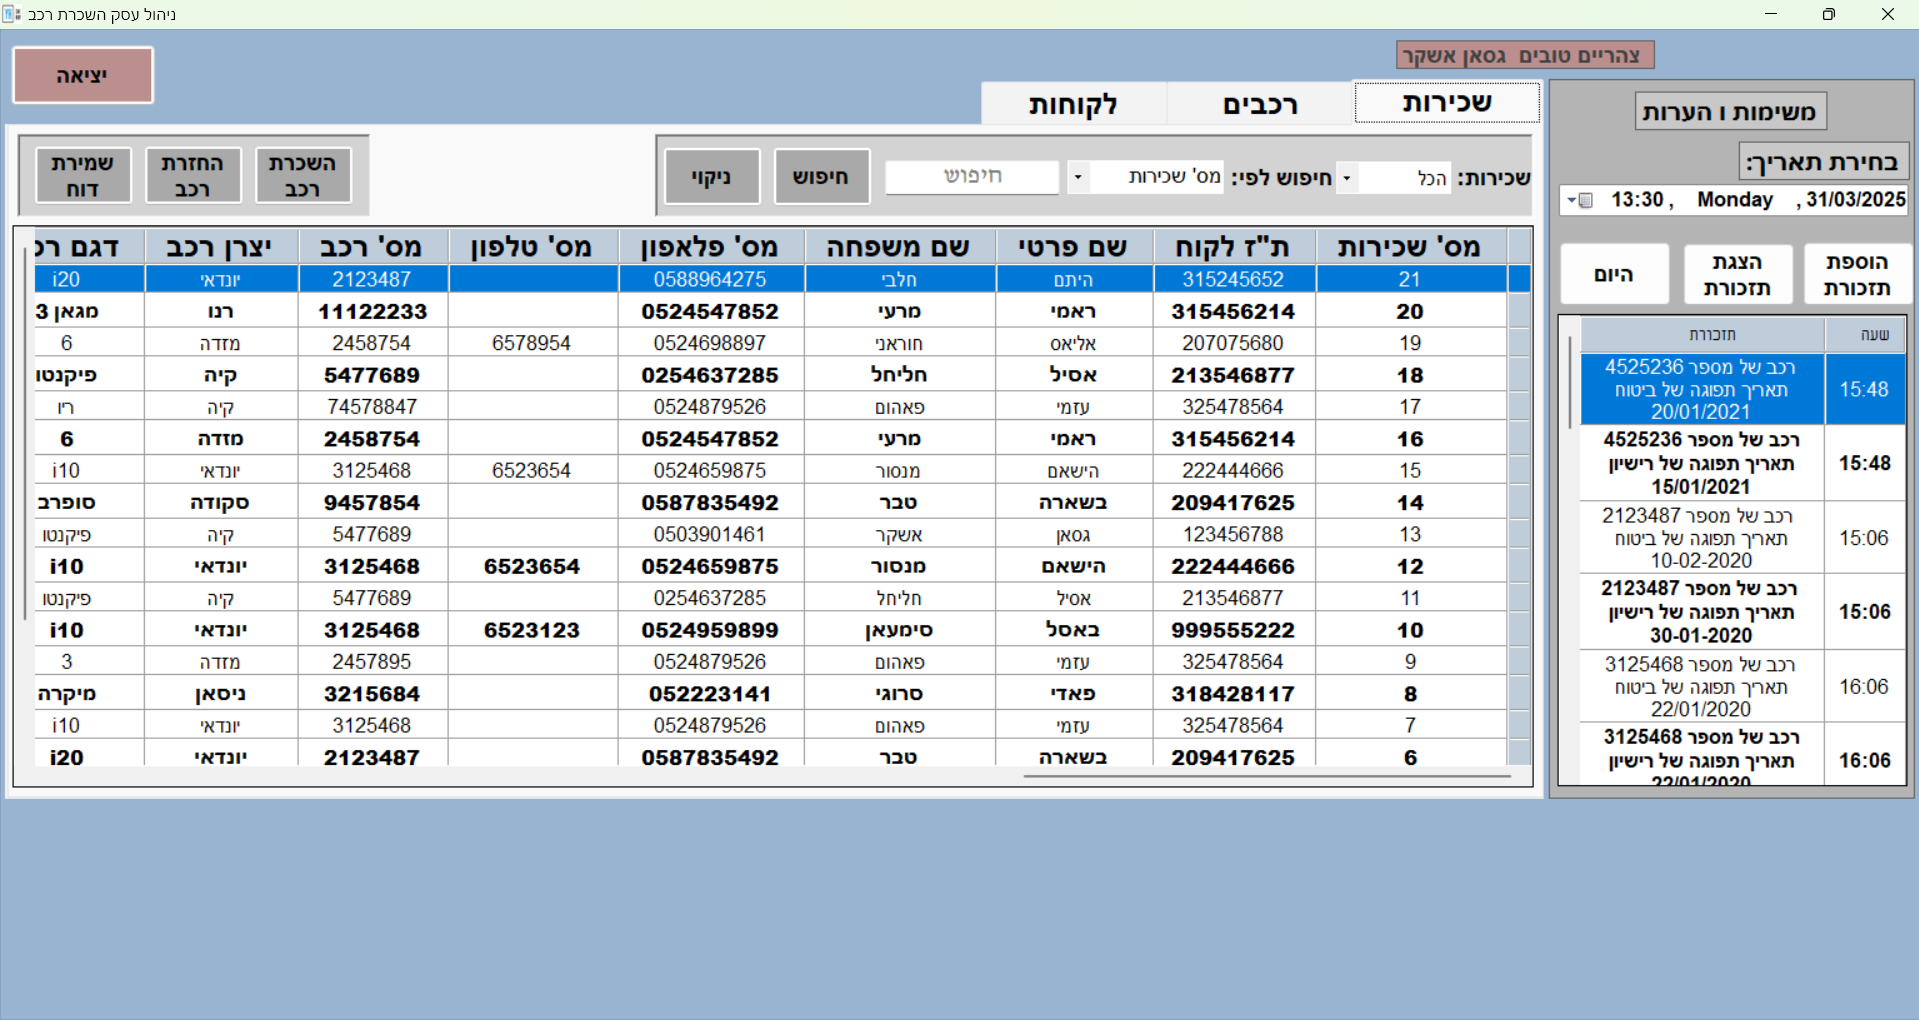 ניהול עסק השכרת רכב
צהריים טובים גסאן אשקר
יציאה
שכירות רכבים לקוחות
שכירות: הכל חיפוש לפי: מס' שכירות חיפוש חיפוש ניקוי
השכרת רכב
החזרת רכב
שמירת דוח
מס' שכירות ת"ז לקוח שם פרטי שם משפחה מס' פלאפון מס' טלפון מס' רכב יצרן רכב דגם רכ
21 315245652 היתם חלבי 0588964275 2123487 יונדאי i20
20 315456214 ראמי מרעי 0524547852 11122233 רנו מגאן 3
19 207075680 אליאס חוראני 0524698897 6578954 2458754 מזדה 6
18 213546877 אסיל חליחל 0254637285 5477689 קיה פיקנטו
17 325478564 עזמי פאהום 0524879526 74578847 קיה ריו
16 315456214 ראמי מרעי 0524547852 2458754 מזדה 6
15 222444666 הישאם מנסור 0524659875 6523654 3125468 יונדאי i10
14 209417625 בשארה טבר 0587835492 9457854 סקודה סופרב
13 123456788 גסאן אשקר 0503901461 5477689 קיה פיקנטו
12 222444666 הישאם מנסור 0524659875 6523654 3125468 יונדאי i10
11 213546877 אסיל חליחל 0254637285 5477689 קיה פיקנטו
10 999555222 באסל סימעאן 0524959899 6523123 3125468 יונדאי i10
9 325478564 עזמי פאהום 0524879526 2457895 מזדה 3
8 318428117 פאדי סרוגי 052223141 3215684 ניסאן מיקרה
7 325478564 עזמי פאהום 0524879526 3125468 יונדאי i10
6 209417625 בשארה טבר 0587835492 2123487 יונדאי i20
משימות ו הערות
בחירת תאריך:
13:30 , Monday , 31/03/2025
הוספת תזכורת
הצגת תזכורת
היום
שעה תזכורת
15:48 רכב של מספר 4525236
תאריך תפוגה של ביטוח
20/01/2021
15:48 רכב של מספר 4525236
תאריך תפוגה של רישיון
15/01/2021
15:06 רכב של מספר 2123487
תאריך תפוגה של ביטוח
10-02-2020
15:06 רכב של מספר 2123487
תאריך תפוגה של רישיון
30-01-2020
16:06 רכב של מספר 3125468
תאריך תפוגה של ביטוח
22/01/2020
16:06 רכב של מספר 3125468
תאריך תפוגה של רישיון
22/01/2020